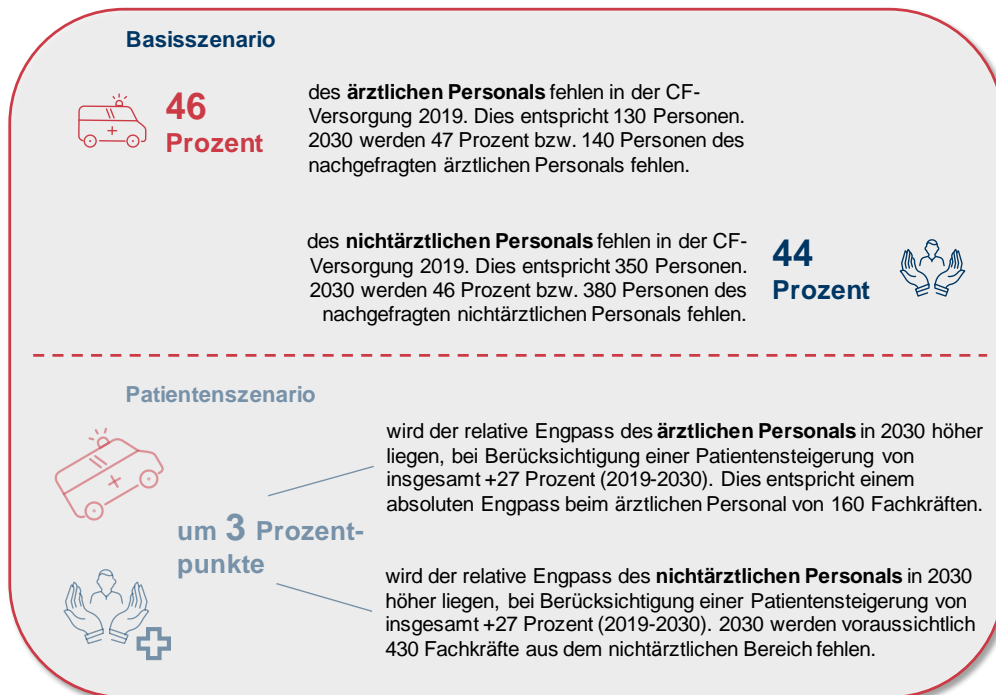 Basisszenario
46
Prozent
des ärztlichen Personals fehlen in der CF-
Versorgung 2019. Dies entspricht 130 Personen.
2030 werden 47 Prozent bzw. 140 Personen des
nachgefragten ärztlichen Personals fehlen.
des nichtärztlichen Personals fehlen in der CF-
Versorgung 2019. Dies entspricht 350 Personen.
2030 werden 46 Prozent bzw. 380 Personen des
nachgefragten nichtärztlichen Personals fehlen.
44
Prozent
Patientenszenario
wird der relative Engpass des ärztlichen Personals in 2030 höher
liegen, bei Berücksichtigung einer Patientensteigerung von
insgesamt +27 Prozent (2019-2030). Dies entspricht einem
absoluten Engpass beim ärztlichen Personal von 160 Fachkräften.
um 3 Prozent-
punkte
wird der relative Engpass des nichtärztlichen Personals in 2030
höher liegen, bei Berücksichtigung einer Patientensteigerung von
insgesamt +27 Prozent (2019-2030). 2030 werden voraussichtlich
430 Fachkräfte aus dem nichtärztlichen Bereich fehlen.